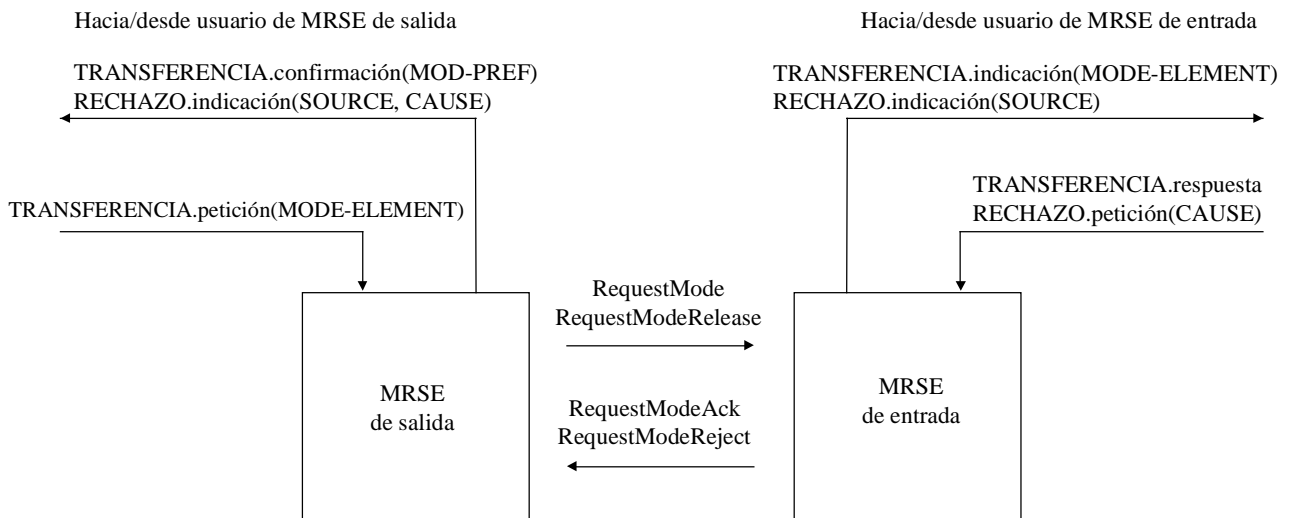 Hacia/desde usuario de MRSE de salida
Hacia/desde usuario de MRSE de entrada
TRANSFERENCIA.confirmación(MOD-PREF)
RECHAZO.indicación(SOURCE, CAUSE)
TRANSFERENCIA.indicación(MODE-ELEMENT)
RECHAZO.indicación(SOURCE)
TRANSFERENCIA.petición(MODE-ELEMENT)
TRANSFERENCIA.respuesta
RECHAZO.petición(CAUSE)
RequestMode
RequestModeRelease
MRSE
de salida
RequestModeAck
RequestModeReject
MRSE
de entrada